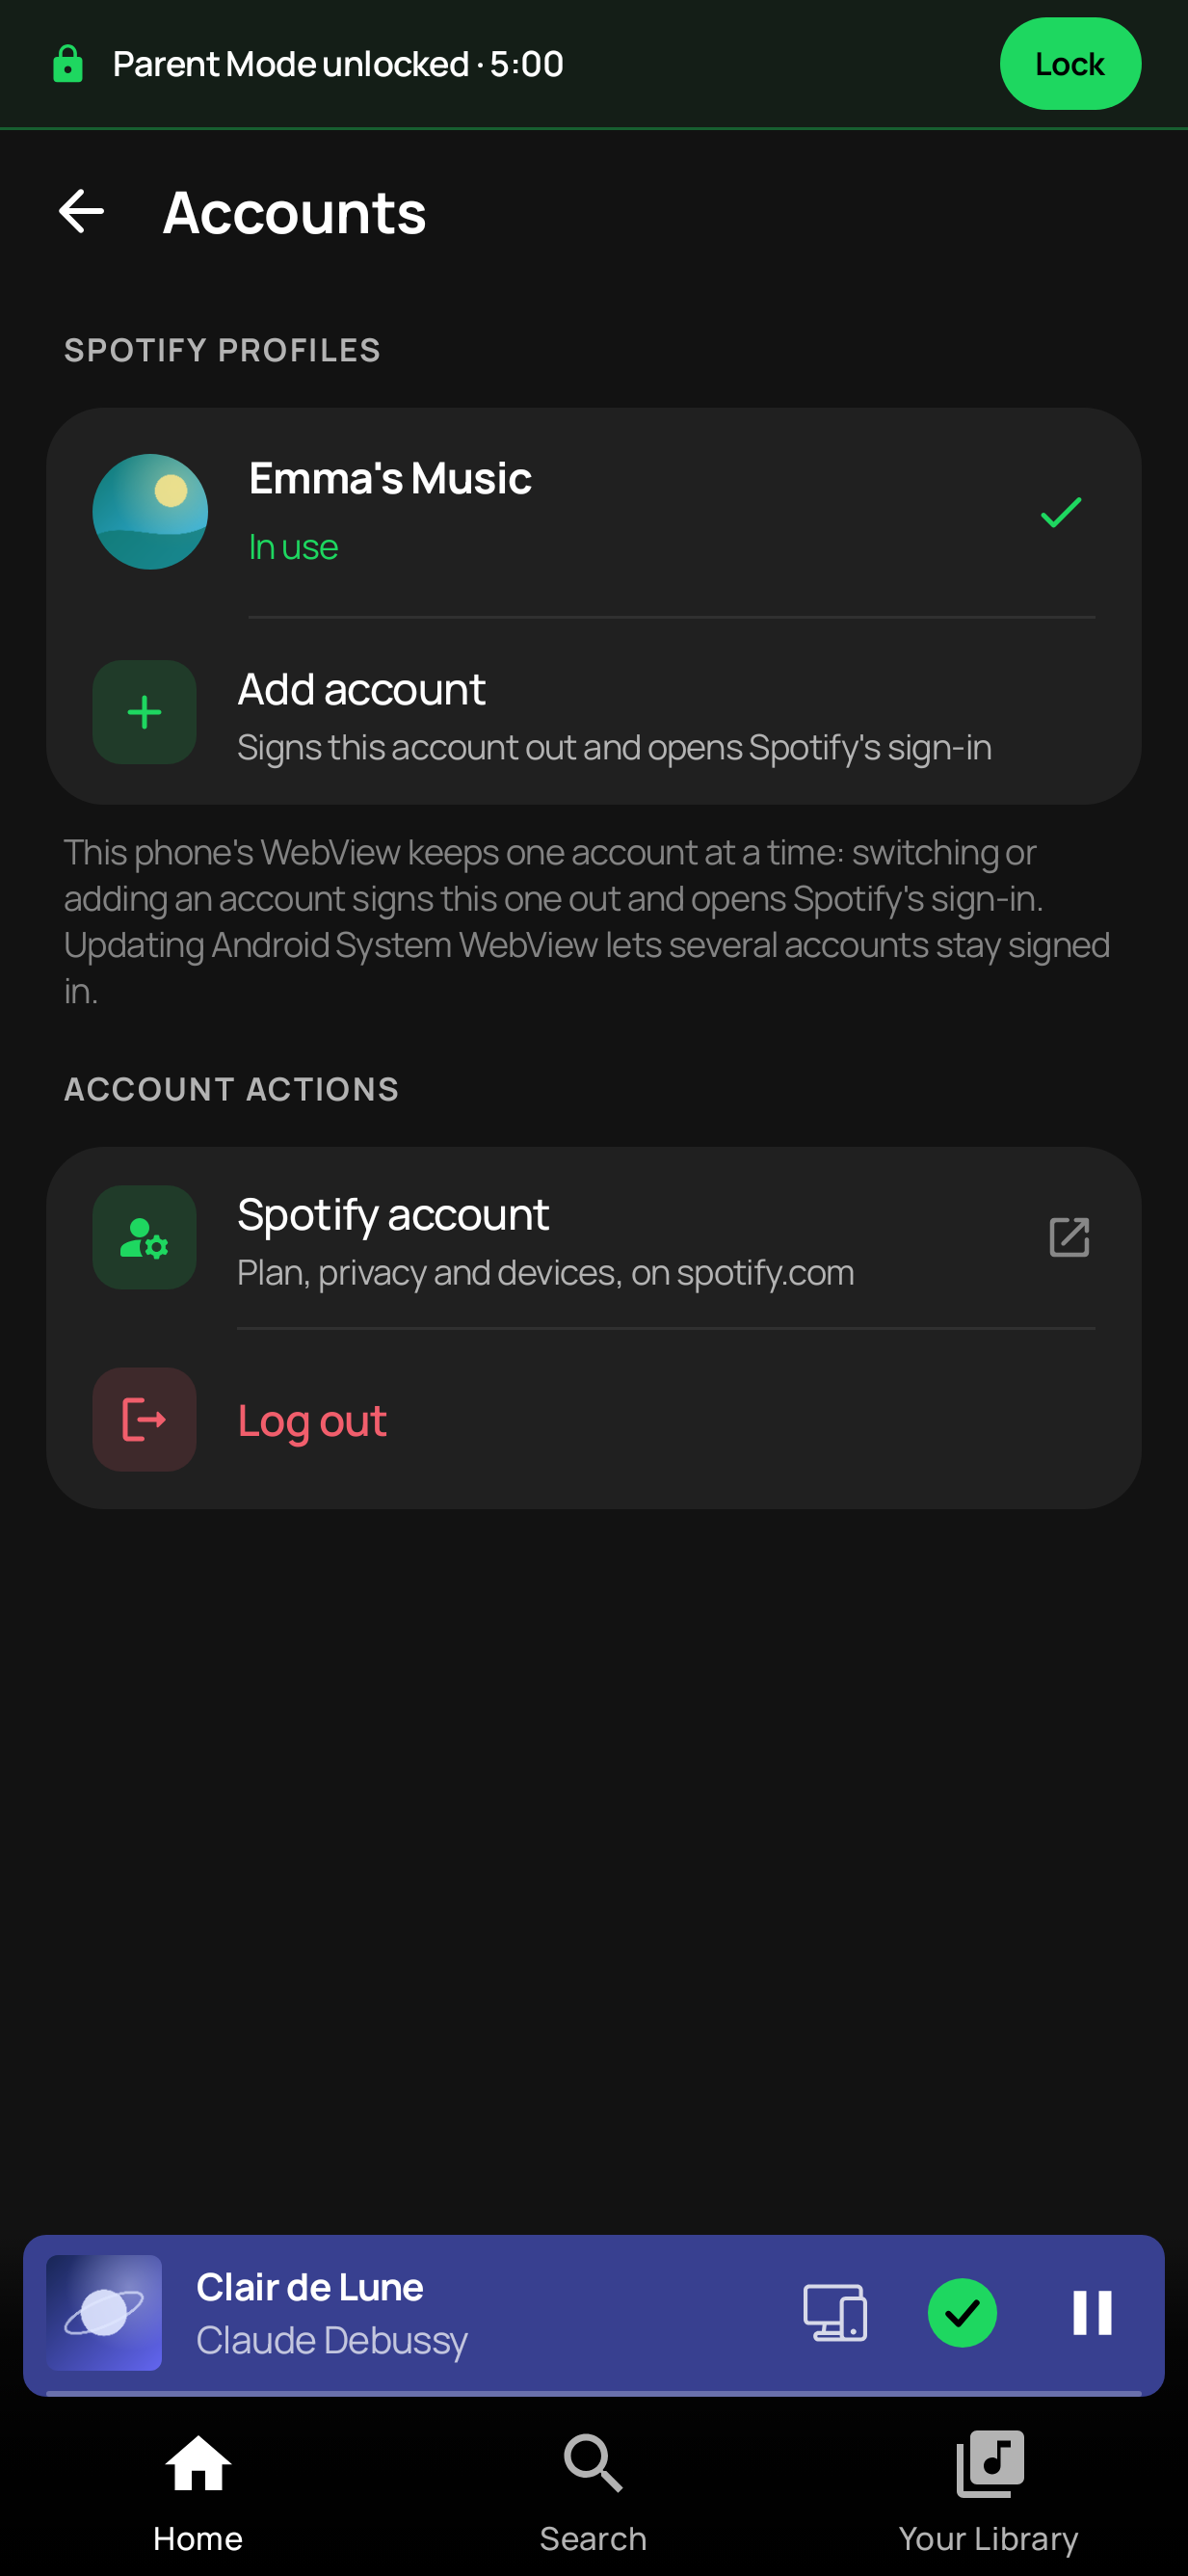 Parent Mode unlocked · 5:00
Lock
Accounts
SPOTIFY PROFILES
Emma's Music
In use
Add account
Signs this account out and opens Spotify's sign-in
This phone's WebView keeps one account at a time: switching or
adding an account signs this one out and opens Spotify's sign-in.
Updating Android System WebView lets several accounts stay signed
in.
ACCOUNT ACTIONS
Spotify account
Plan, privacy and devices, on spotify.com
Log out
Clair de Lune
Claude Debussy
Home
Search
Your Library